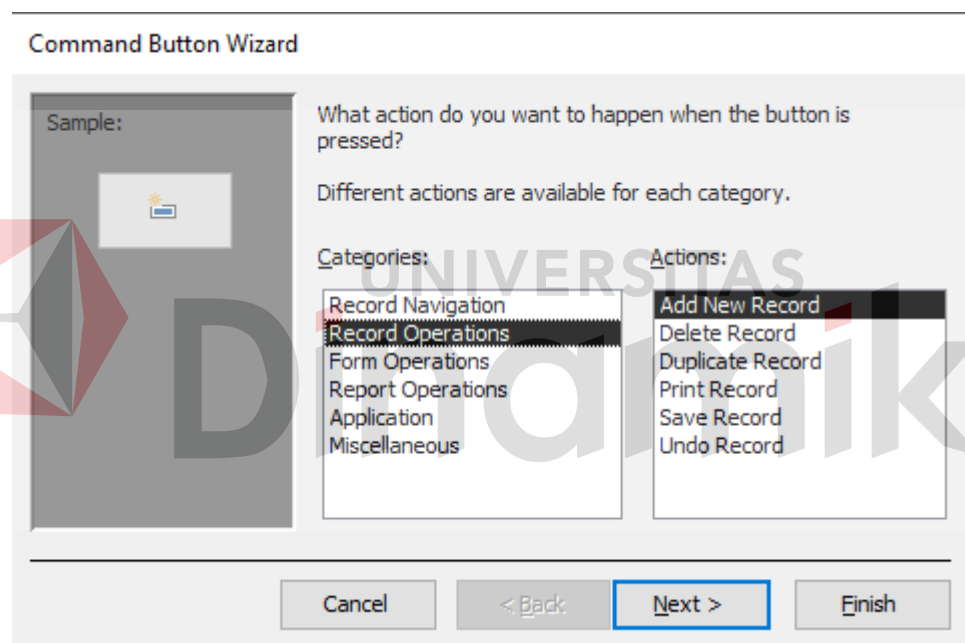 Command Button Wizard
Sample:
What action do you want to happen when the button is
pressed?
Different actions are available for each category.
Categories:
Actions:
UNIVERSITAS
Dinamik
Record Navigation
Record Operations
Form Operations
Report Operations
Application
Miscellaneous
Add New Record
Delete Record
Duplicate Record
Print Record
Save Record
Undo Record
Cancel
< Back
Next >
Finish